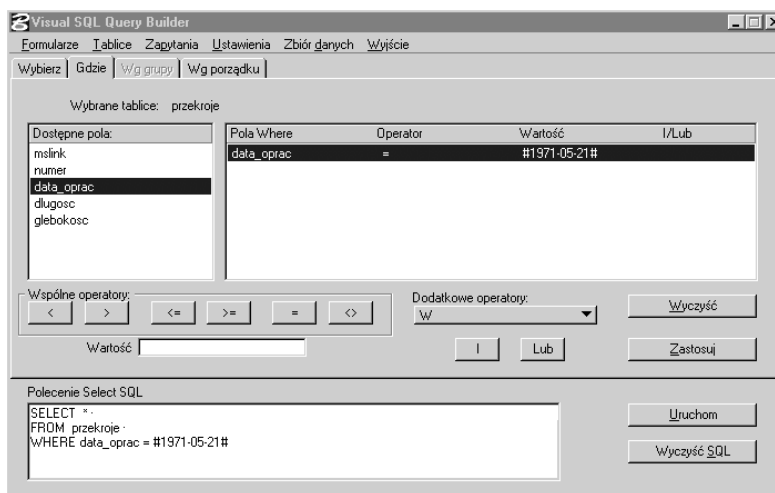 Visual SQL Query Builder
Formularze Tablice Zapytania Ustawienia Zbiór danych Wyjście
Wybierz Gdzie Wg grupy Wg porządku
Wybrane tablice: przekroje
Dostępne pola:
mslink
numer
data_oprac
dlugosc
glebokosc
Pola Where Operator Wartość I/Lub
data_oprac = #1971-05-21#
Wspólne operatory:
< > <= >= = <>
Wartość
Dodatkowe operatory:
W
I Lub
Wyczyść
Zastosuj
Polecenie Select SQL
SELECT *
FROM przekroje
WHERE data_oprac = #1971-05-21#
Uruchom
Wyczyść SQL